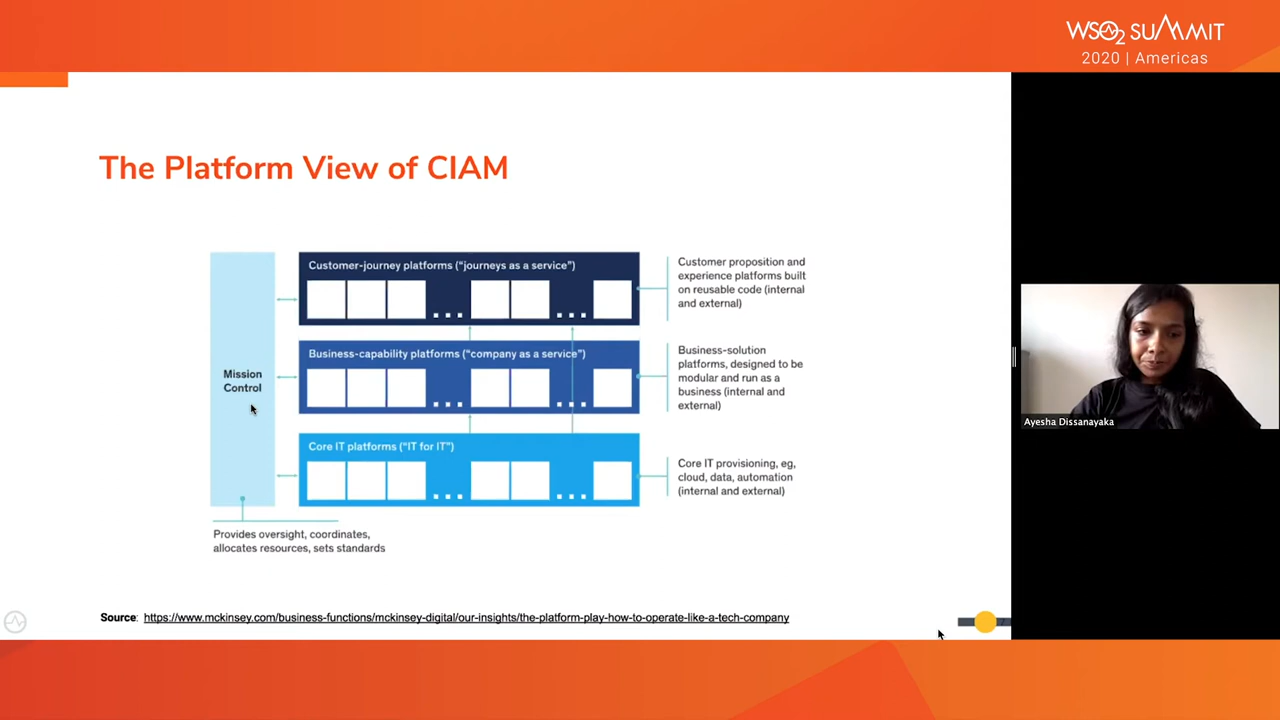 WSO2 SUMMIT
2020 | Americas
The Platform View of CIAM
Mission
Control
Customer-journey platforms ("journeys as a service")
Customer proposition and
experience platforms built
on reusable code (internal
and external)
Business-capability platforms ("company as a service")
Business-solution
platforms, designed to be
modular and run as a
business (internal and
external)
Core IT platforms ("IT for IT")
Core IT provisioning, eg,
cloud, data, automation
(internal and external)
Provides oversight, coordinates,
allocates resources, sets standards
Source: https://www.mckinsey.com/business-functions/mckinsey-digital/our-insights/the-platform-play-how-to-operate-like-a-tech-company
Ayesha Dissanayaka